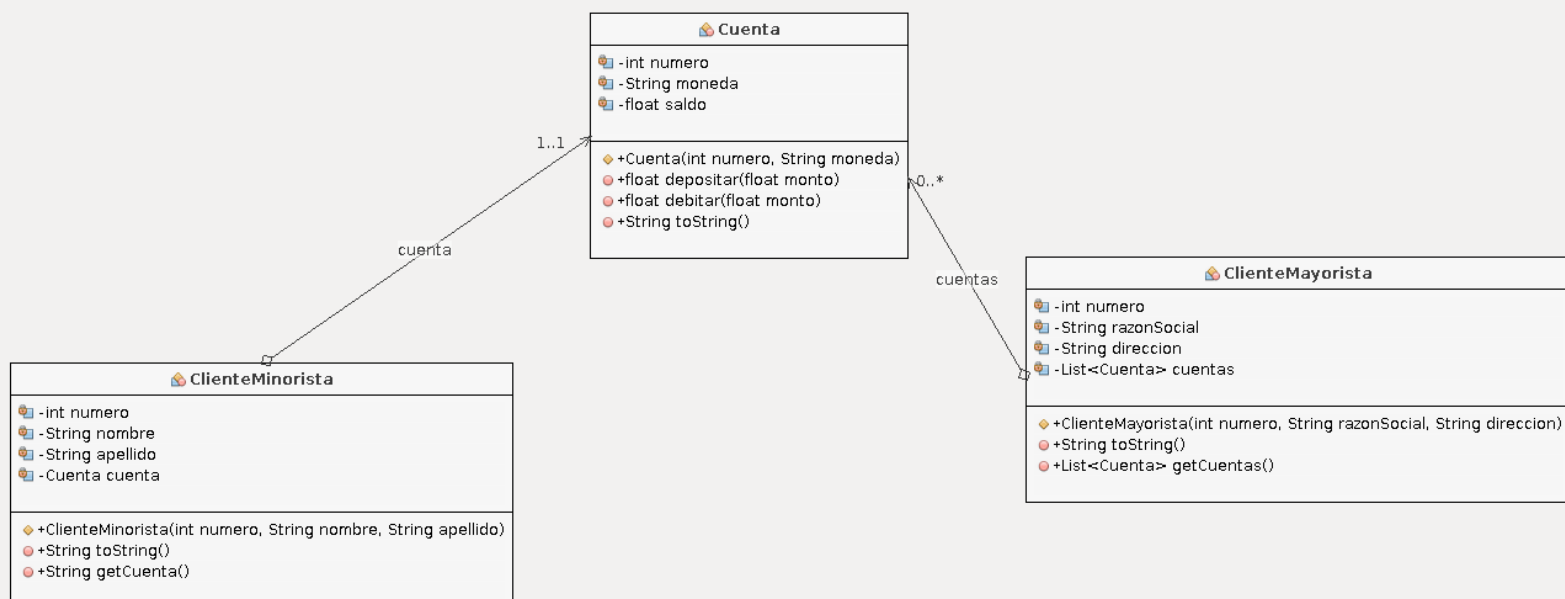 Cuenta
-int numero
-String moneda
-float saldo
+Cuenta(int numero, String moneda)
+float depositar(float monto)
+float debitar(float monto)
+String toString()
1..1
0..*
cuenta
cuentas
ClienteMayorista
-int numero
-String razonSocial
-String direccion
-List<Cuenta> cuentas
+ClienteMayorista(int numero, String razonSocial, String direccion)
+String toString()
+List<Cuenta> getCuentas()
ClienteMinorista
-int numero
-String nombre
-String apellido
-Cuenta cuenta
+ClienteMinorista(int numero, String nombre, String apellido)
+String toString()
+String getCuenta()